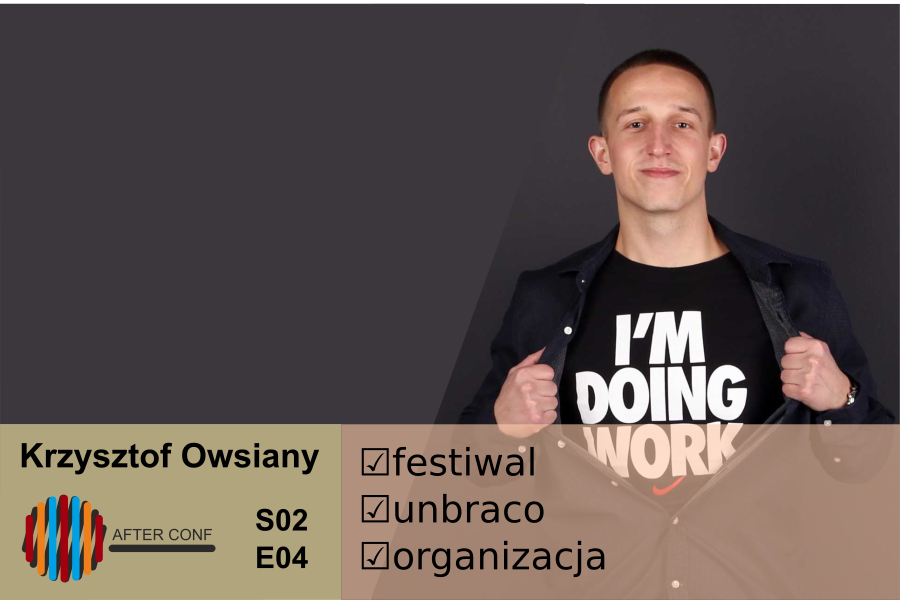 I'M
DOING
WORK
Krzysztof Owsiany
AFTER CONF
S02
E04
☑festiwal
☑unbraco
☑organizacja